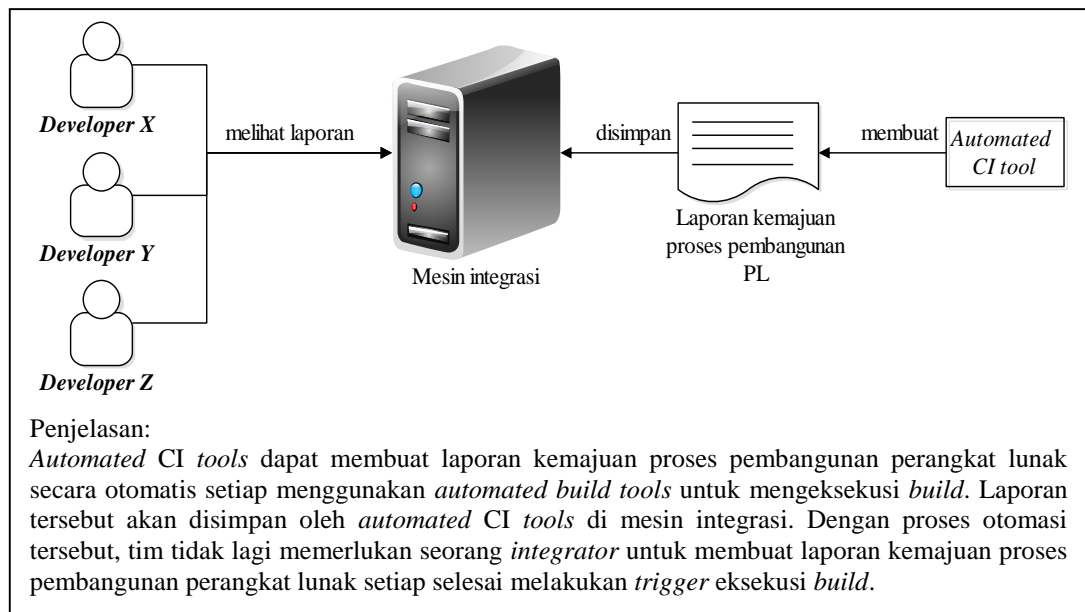 Developer X
melihat laporan
disimpan
membuat
Automated
CI tool
Developer Y
Laporan kemajuan
proses pembangunan
PL
Mesin integrasi
Developer Z
Penjelasan:
Automated CI tools dapat membuat laporan kemajuan proses pembangunan perangkat lunak
secara otomatis setiap menggunakan automated build tools untuk mengeksekusi build. Laporan
tersebut akan disimpan oleh automated CI tools di mesin integrasi. Dengan proses otomasi
tersebut, tim tidak lagi memerlukan seorang integrator untuk membuat laporan kemajuan proses
pembangunan perangkat lunak setiap selesai melakukan trigger eksekusi build.